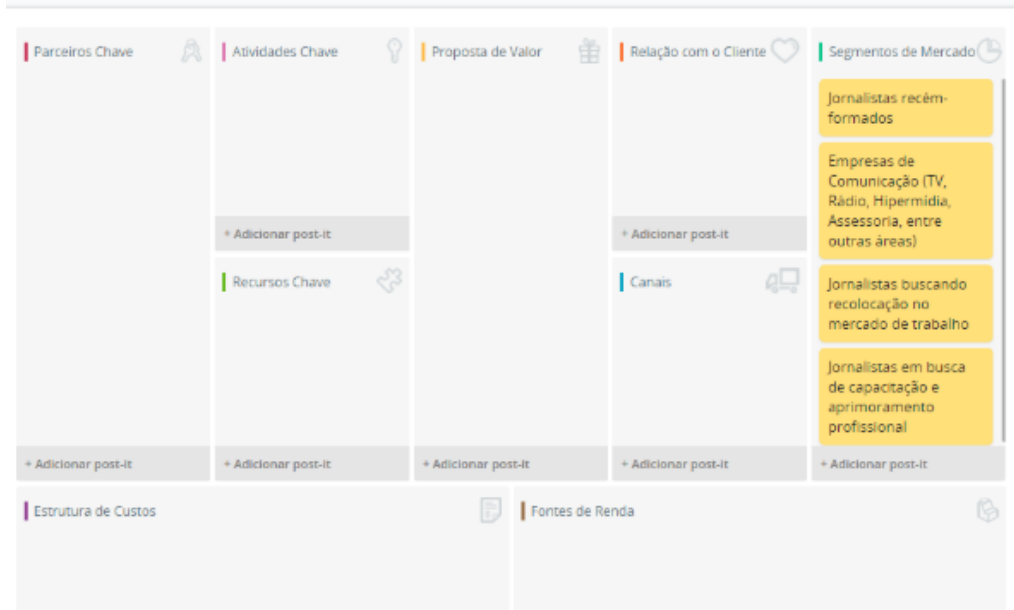 Parceiros Chave
Atividades Chave
Proposta de Valor
Relação com o Cliente
Segmentos de Mercado
Jornalistas recém-
formados
Empresas de
Comunicação (TV,
Rádio, Hipermídia,
Assessoria, entre
outras áreas)
+ Adicionar post-it
+ Adicionar post-it
Recursos Chave
Canais
Jornalistas buscando
recolocação no
mercado de trabalho
Jornalistas em busca
de capacitação e
aprimoramento
profissional
+ Adicionar post-it
+ Adicionar post-it
+ Adicionar post-it
+ Adicionar post-it
+ Adicionar post-it
Estrutura de Custos
Fontes de Renda